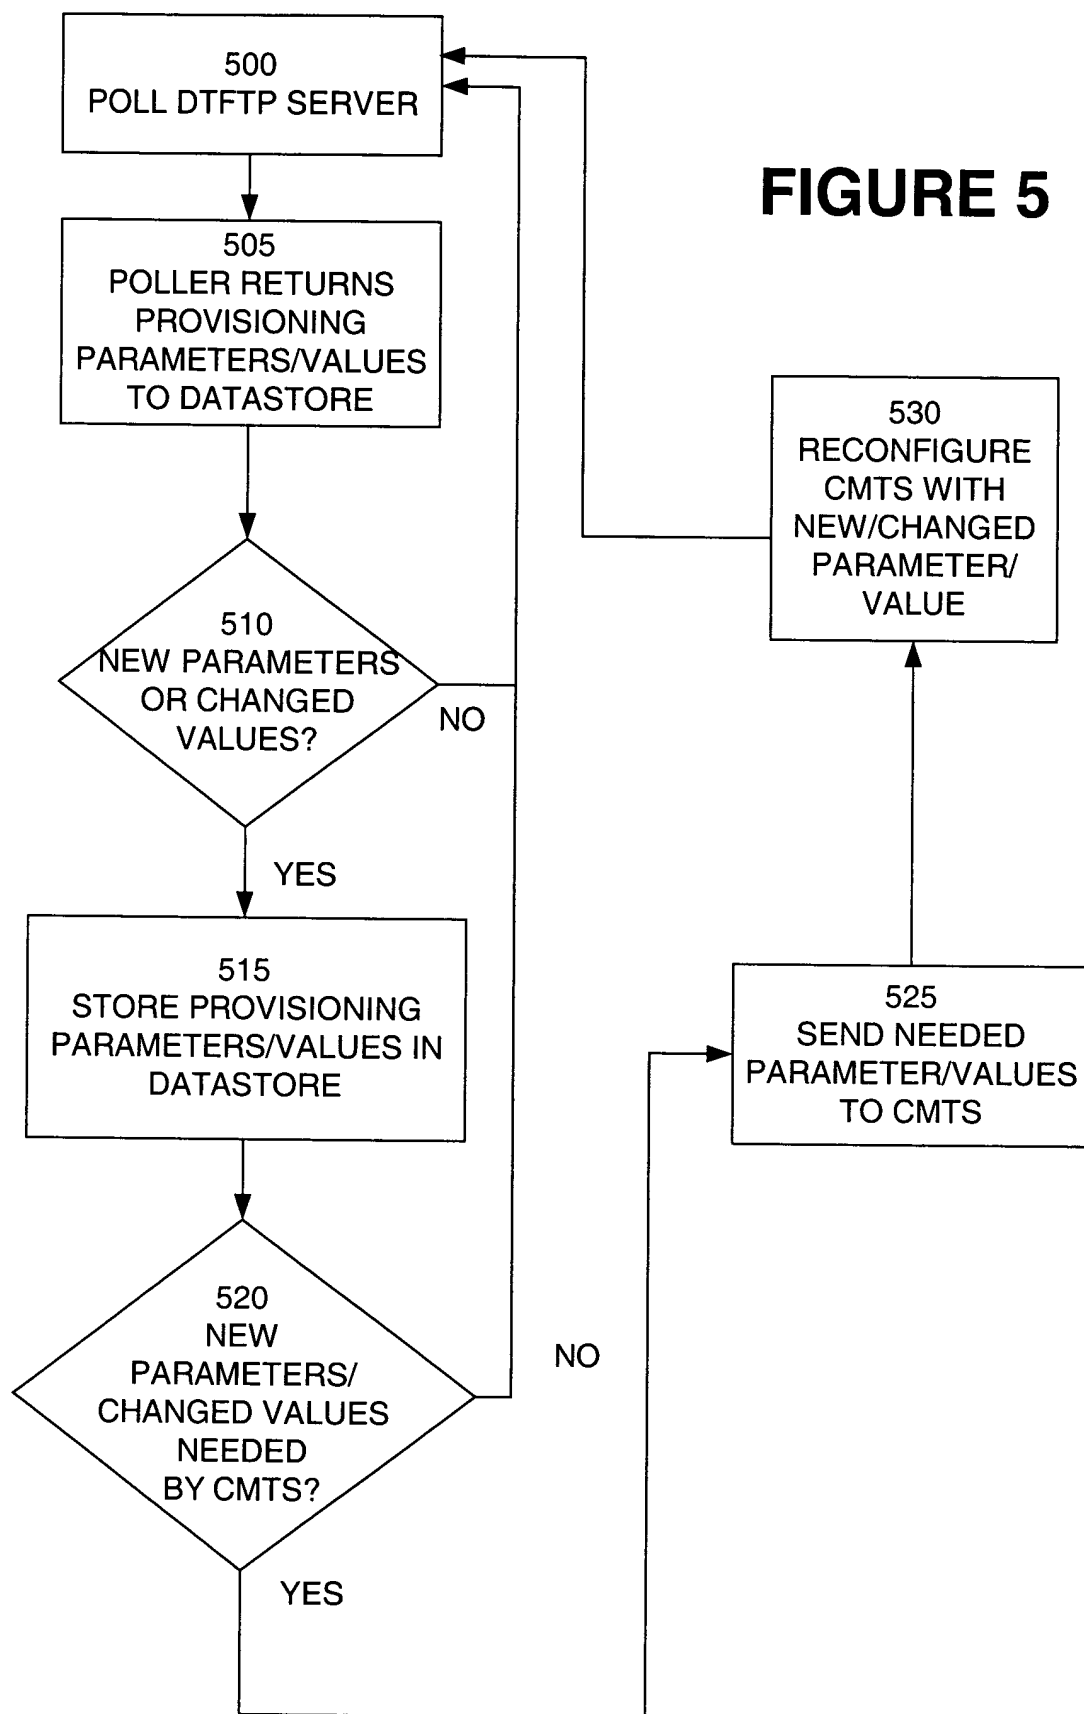 500
POLL DTFTP SERVER
FIGURE 5
505
POLLER RETURNS
PROVISIONING
PARAMETERS/VALUES
TO DATASTORE
510
NEW PARAMETERS
OR CHANGED
VALUES?
NO
YES
515
STORE PROVISIONING
PARAMETERS/VALUES IN
DATASTORE
520
NEW
PARAMETERS/
CHANGED VALUES
NEEDED
BY CMTS?
NO
YES
525
SEND NEEDED
PARAMETER/VALUES
TO CMTS
530
RECONFIGURE
CMTS WITH
NEW/CHANGED
PARAMETER/
VALUE